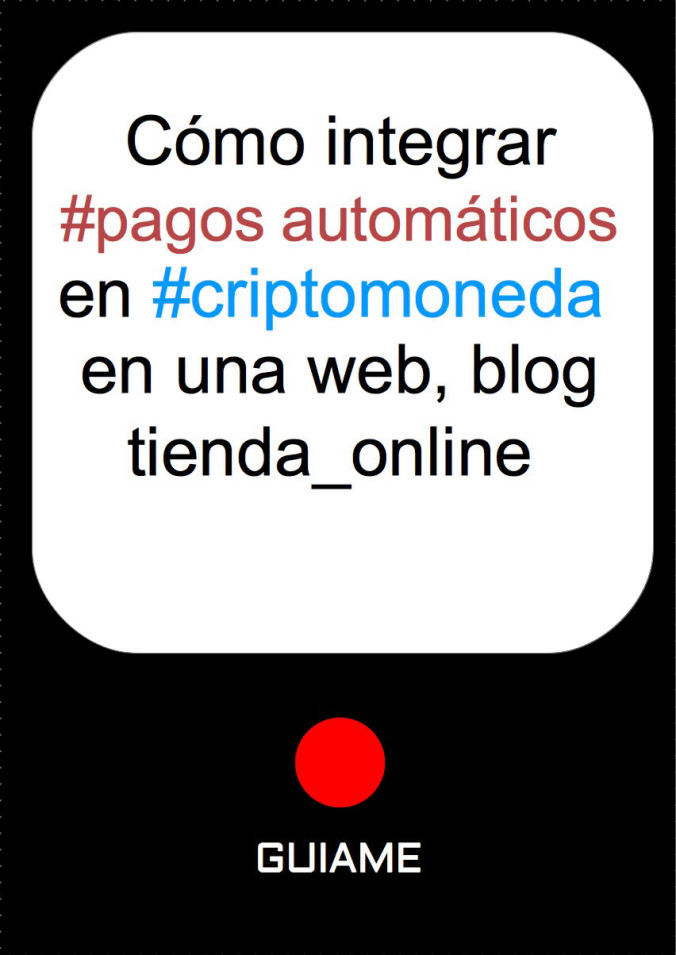 Cómo integrar
#pagos automáticos
en #criptomoneda
en una web, blog
tienda_online
GUIAME